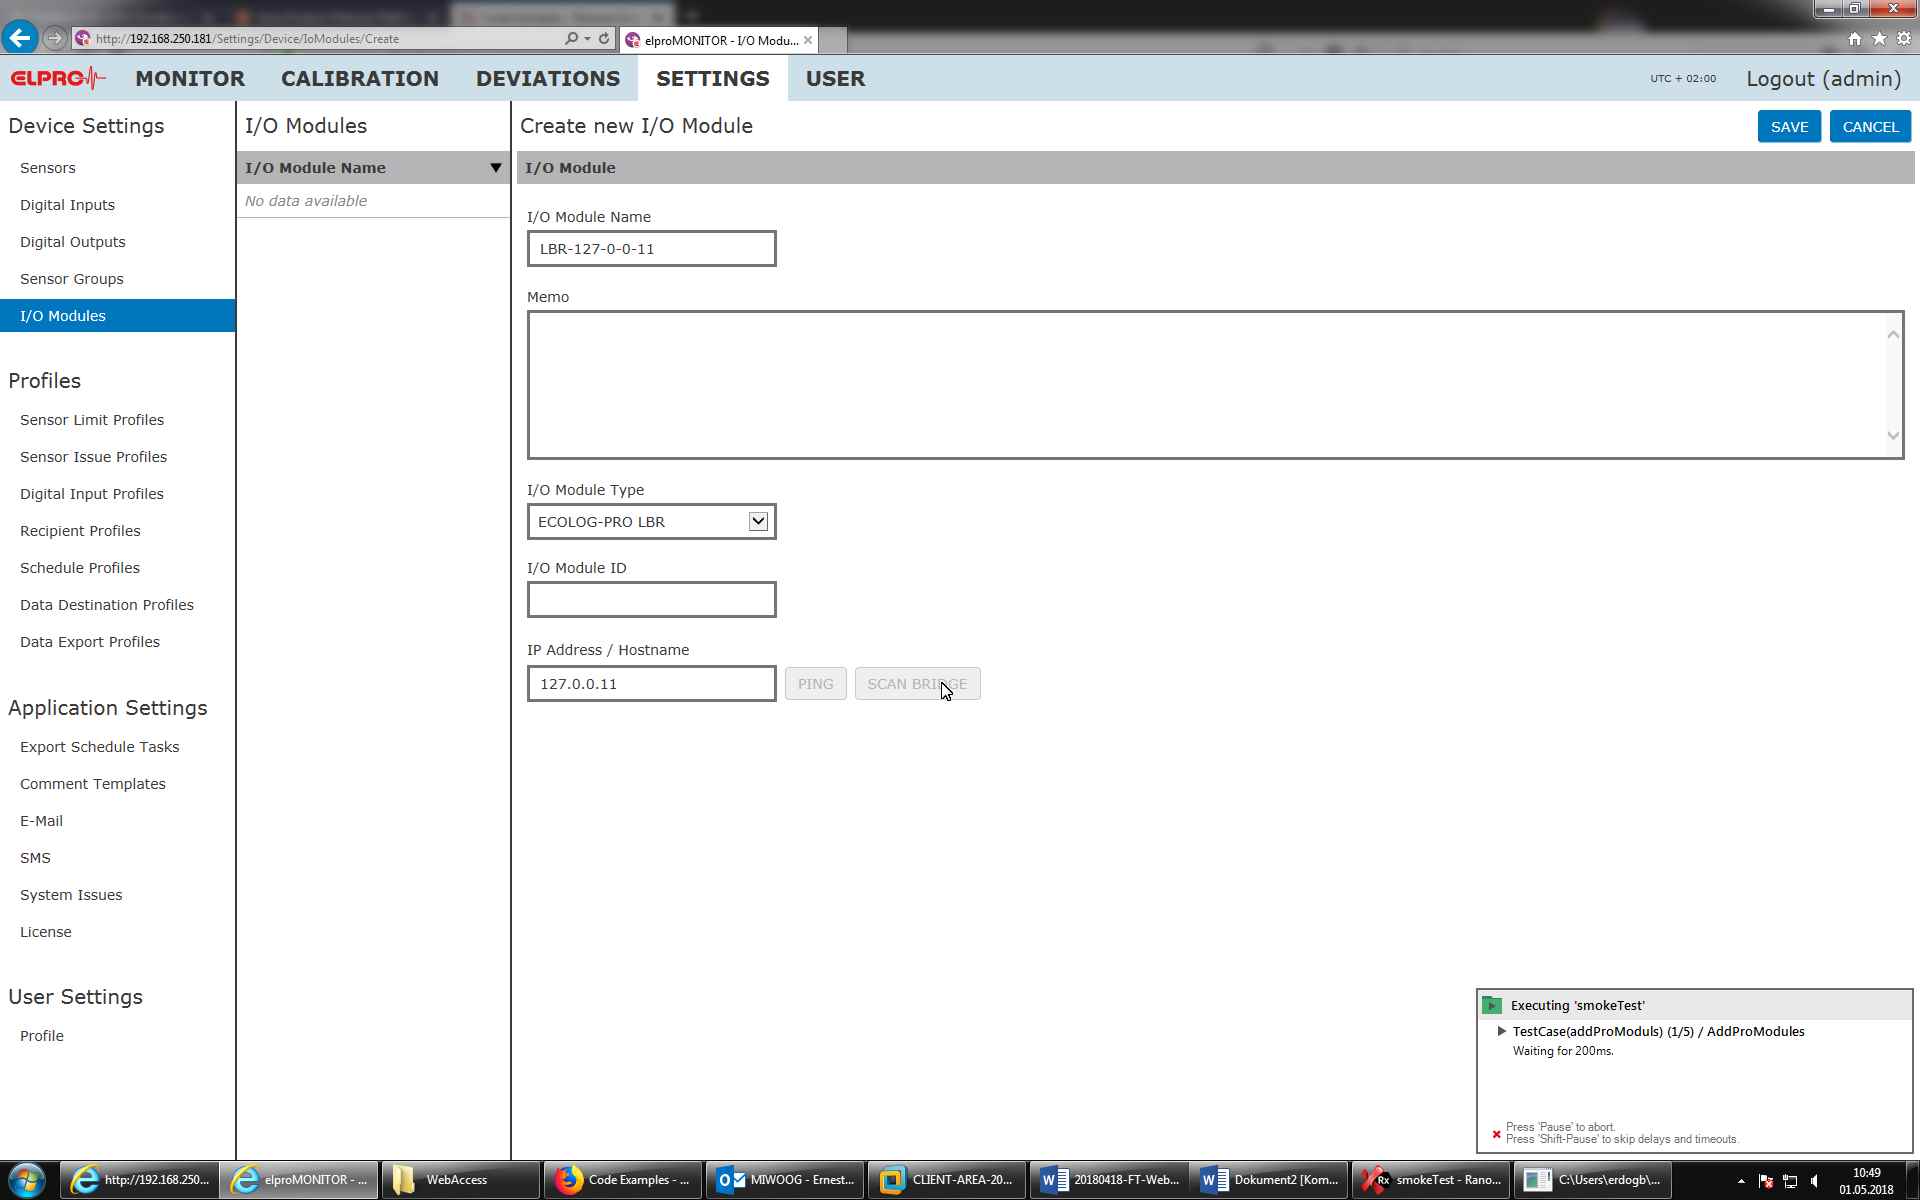 http://192.168.250.181/Settings/Device/IoModules/Create
elproMONITOR - I/O Modu...
ELPRO
MONITOR
CALIBRATION
DEVIATIONS
SETTINGS
USER
UTC + 02:00
Logout (admin)
Device Settings
Sensors
Digital Inputs
Digital Outputs
Sensor Groups
I/O Modules
Profiles
Sensor Limit Profiles
Sensor Issue Profiles
Digital Input Profiles
Recipient Profiles
Schedule Profiles
Data Destination Profiles
Data Export Profiles
Application Settings
Export Schedule Tasks
Comment Templates
E-Mail
SMS
System Issues
License
User Settings
Profile
I/O Modules
I/O Module Name
No data available
Create new I/O Module
SAVE
CANCEL
I/O Module
I/O Module Name
LBR-127-0-0-11
Memo
I/O Module Type
ECOLOG-PRO LBR
I/O Module ID
IP Address / Hostname
127.0.0.11
PING
SCAN BRIDGE
Executing 'smokeTest'
TestCase(addProModuls) (1/5) / AddProModules
Waiting for 200ms.
Press 'Pause' to abort.
Press 'Shift-Pause' to skip delays and timeouts.
http://192.168.250...
elproMONITOR - ...
WebAccess
Code Examples - ...
MIWOOG - Ernest...
CLIENT-AREA-20...
20180418-FT-Web...
Dokument2 [Kom...
smokeTest - Rano...
C:\Users\erdogb\...
10:49
01.05.2018